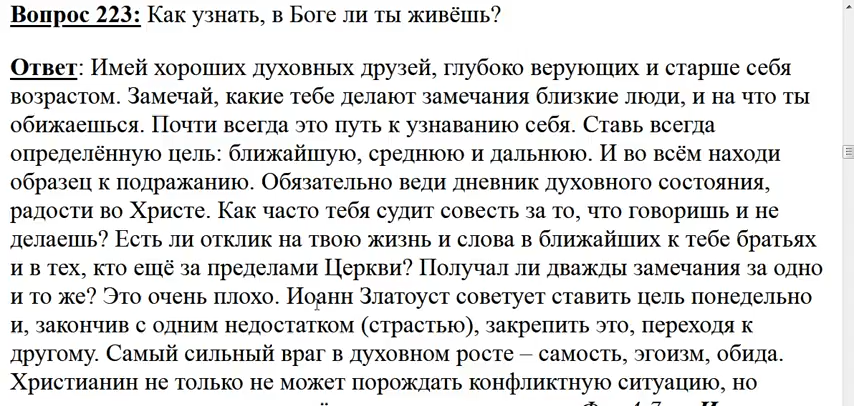 Вопрос 223: Как узнать, в Боге ли ты живёшь?
Ответ: Имей хороших духовных друзей, глубоко верующих и старше себя
возрастом. Замечай, какие тебе делают замечания близкие люди, и на что ты
обижаешься. Почти всегда это путь к узнаванию себя. Ставь всегда
определённую цель: ближайшую, среднюю и дальнюю. И во всём находи
образец к подражанию. Обязательно веди дневник духовного состояния,
радости во Христе. Как часто тебя судит совесть за то, что говоришь и не
делаешь? Есть ли отклик на твою жизнь и слова в ближайших к тебе братьях
и в тех, кто ещё за пределами Церкви? Получал ли дважды замечания за одно
и то же? Это очень плохо. Иоанн Златоуст советует ставить цель понедельно
и, закончив с одним недостатком (страстью), закрепить это, переходя к
другому. Самый сильный враг в духовном росте – самость, эгоизм, обида.
Христианин не только не может порождать конфликтную ситуацию, но